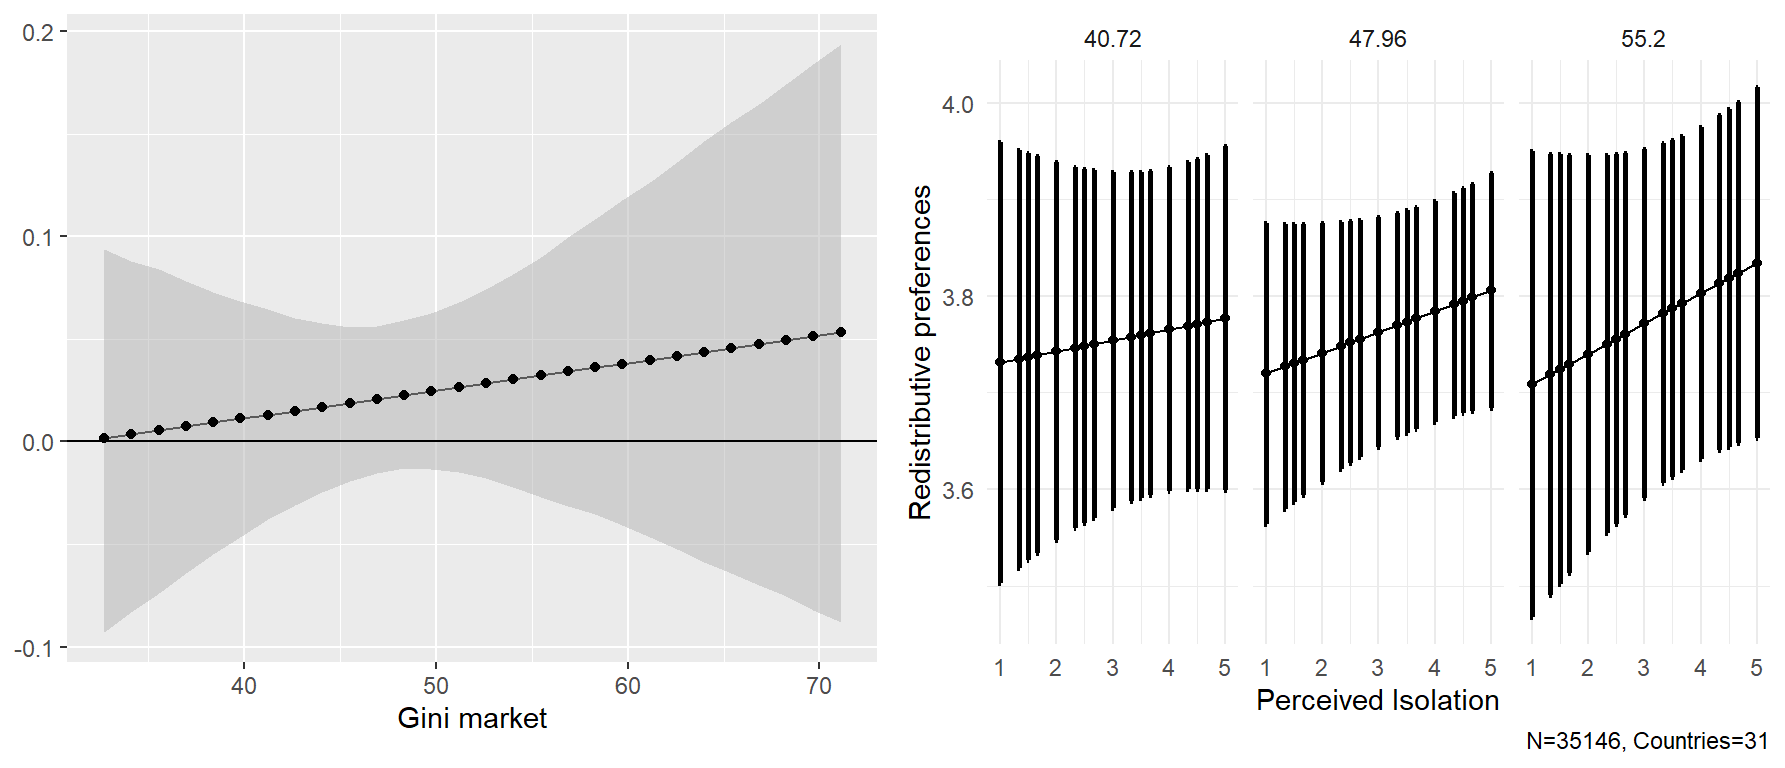 0.2
0.1
0.0
-0.1
40 50 60 70
Gini market
40.72 47.96 55.2
4.0
3.8
3.6
Redistributive preferences
1 2 3 4 5 1 2 3 4 5 1 2 3 4 5
Perceived Isolation
N=35146, Countries=31